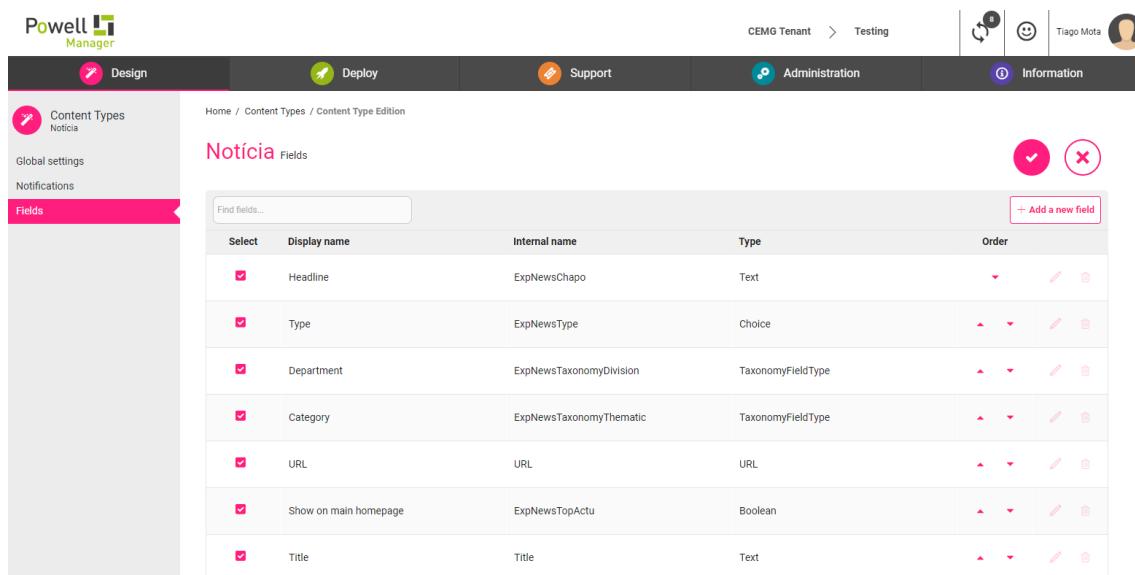 Powell
Manager
CEMG Tenant > Testing
8
Tiago Mota
Design
Deploy
Support
Administration
Information
Content Types
Notícia
Home / Content Types / Content Type Edition
Notícia Fields
Global settings
Notifications
Fields
Find fields...
+ Add a new field
Select Display name Internal name Type Order
Headline ExpNewsChapo Text
Type ExpNewsType Choice
Department ExpNewsTaxonomyDivision TaxonomyFieldType
Category ExpNewsTaxonomyThematic TaxonomyFieldType
URL URL URL
Show on main homepage ExpNewsTopActu Boolean
Title Title Text